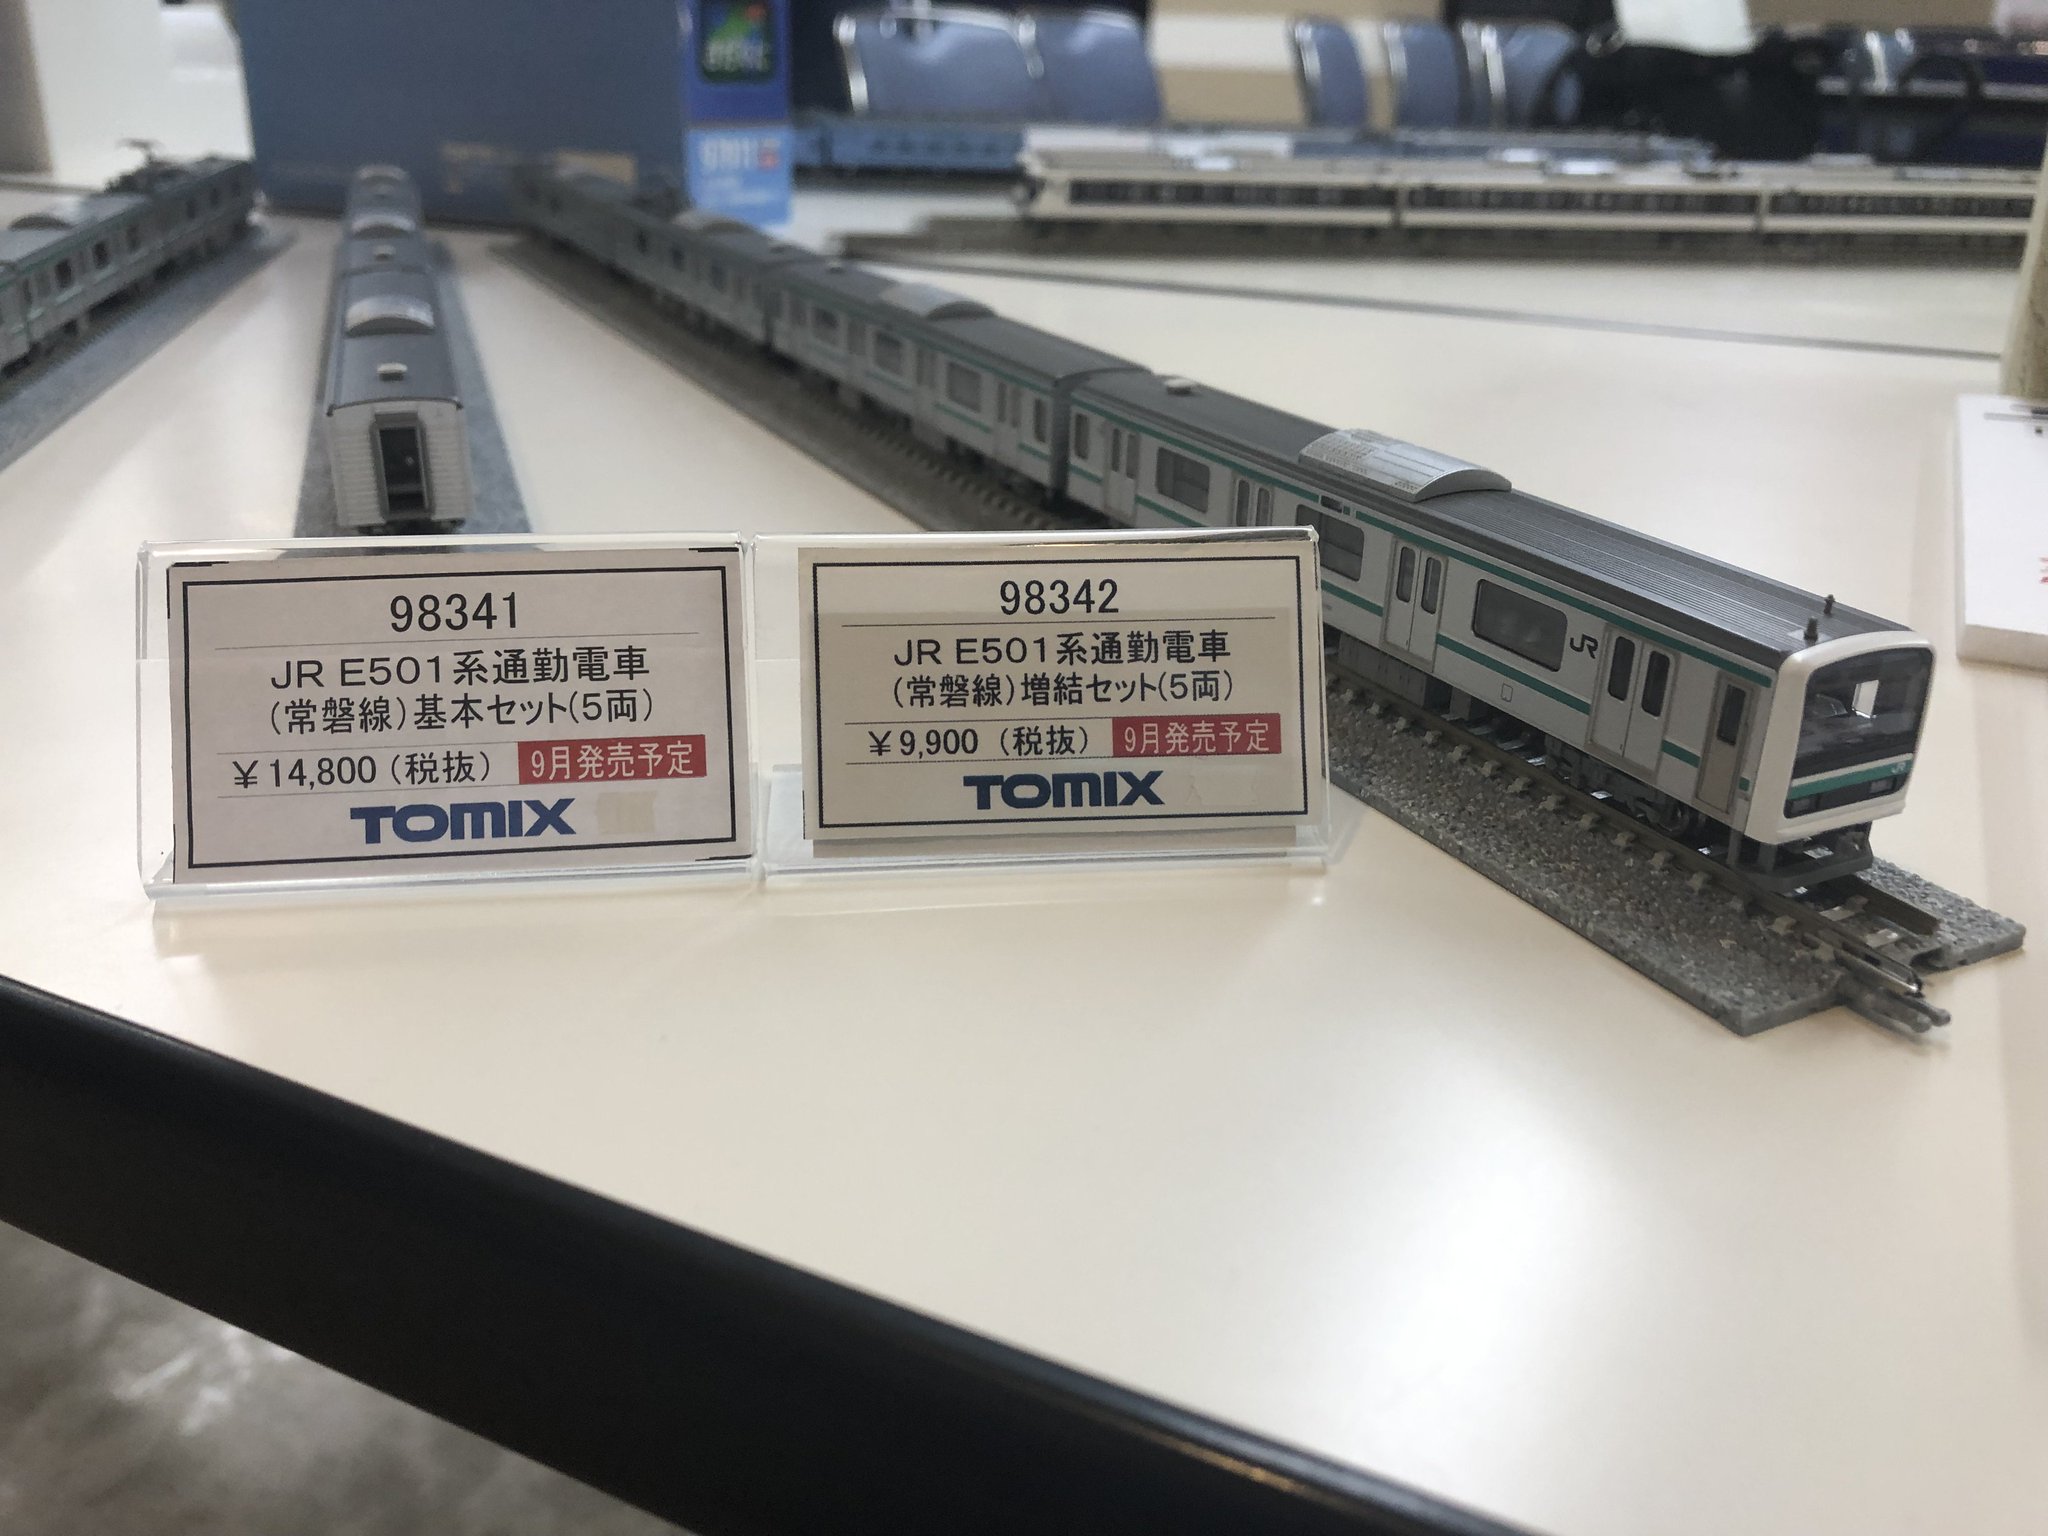 98341
JR E501系通勤電車
(常磐線)基本セット(5両)
¥14,800(税抜) 9月発売予定
TOMIX
98342
JR E501系通勤電車
(常磐線)増結セット(5両)
¥9,900 (税抜) 9月発売予定
TOMIX
JR